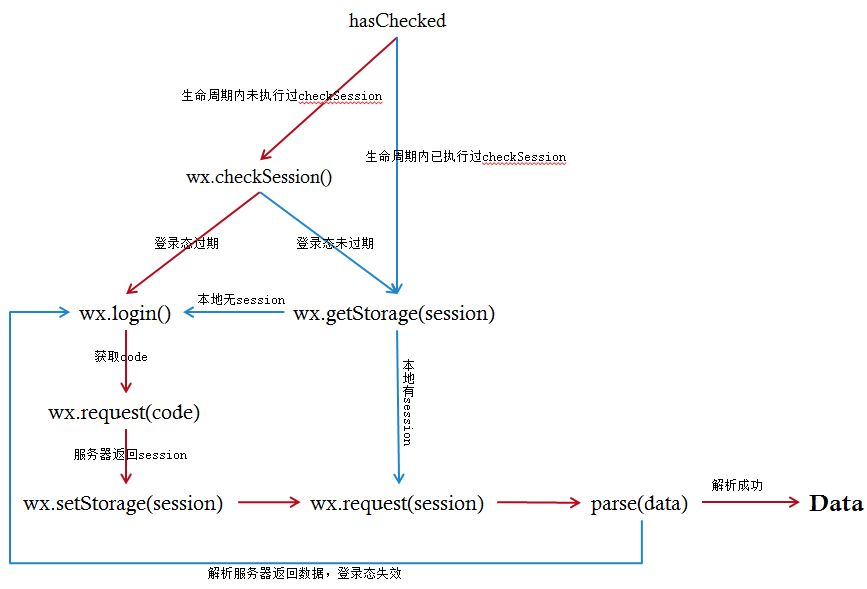 hasChecked
生命周期内未执行过checkSession
生命周期内已执行过checkSession
wx.checkSession()
登录态过期
登录态未过期
本地无session
wx.login()
wx.getStorage(session)
获取code
本地有session
wx.request(code)
服务器返回session
wx.setStorage(session)
wx.request(session)
parse(data)
解析成功
Data
解析服务器返回数据，登录态失效